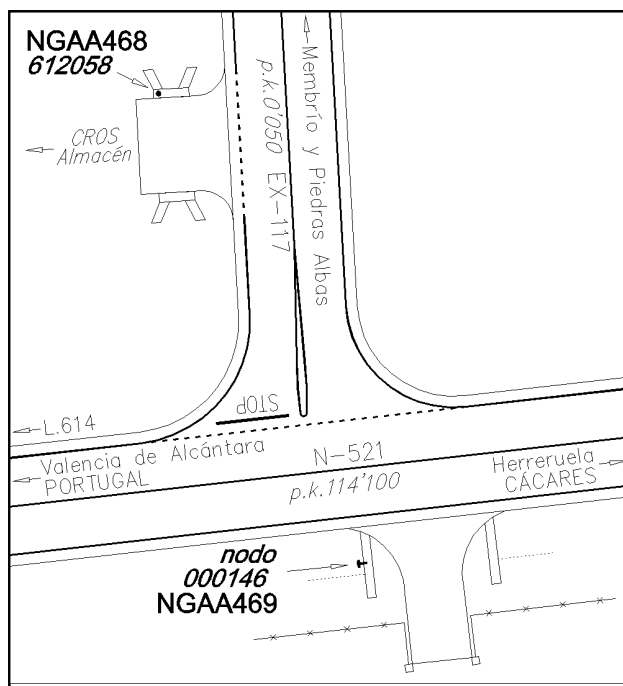 NGAA468
612058
CROS
Almacén
p.k.0'050 EX-117
Membrío y Piedras Albas
STOP
L.614
Valencia de Alcántara
PORTUGAL
N-521
p.k.114'100
Herreruela
CÁCARES
nodo
000146
NGAA469